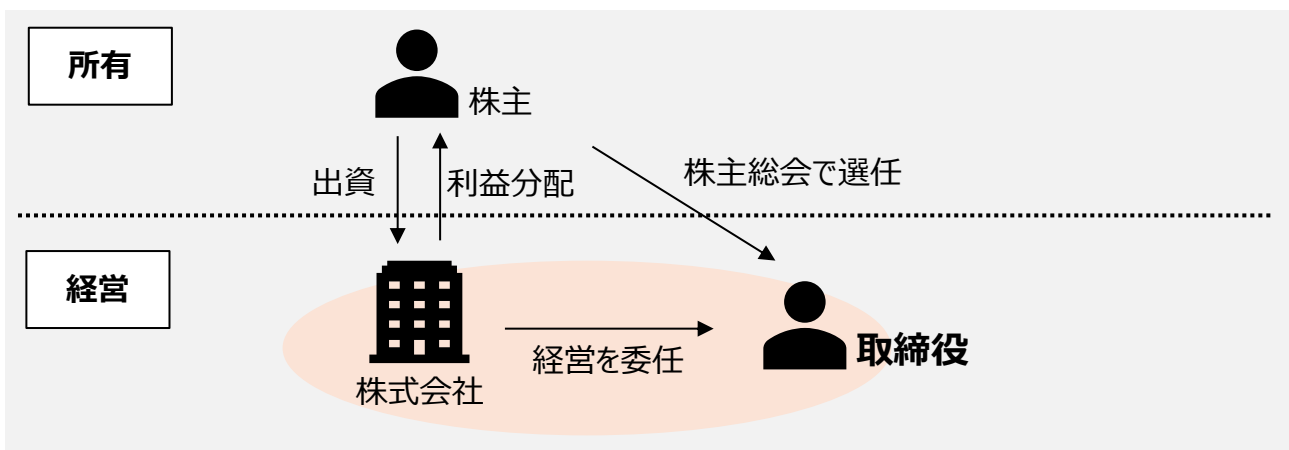 所有
株主
出資
利益分配
株主総会で選任
経営
経営を委任
取締役
株式会社